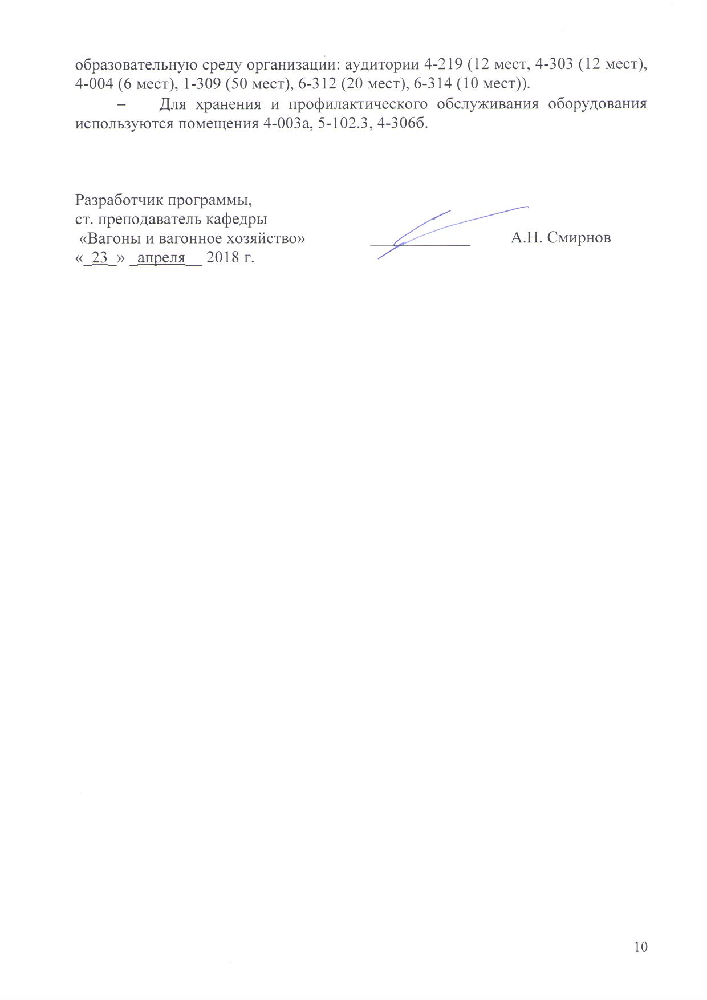 образовательную среду организации: аудитории 4-219 (12 мест, 4-303 (12 мест),
4-004 (6 мест), 1-309 (50 мест), 6-312 (20 мест), 6-314 (10 мест)).
– Для хранения и профилактического обслуживания оборудования
используются помещения 4-003а, 5-102.3, 4-306б.
Разработчик программы,
ст. преподаватель кафедры
«Вагоны и вагонное хозяйство» ____________ А.Н. Смирнов
«_23_» _апреля__ 2018 г.
10